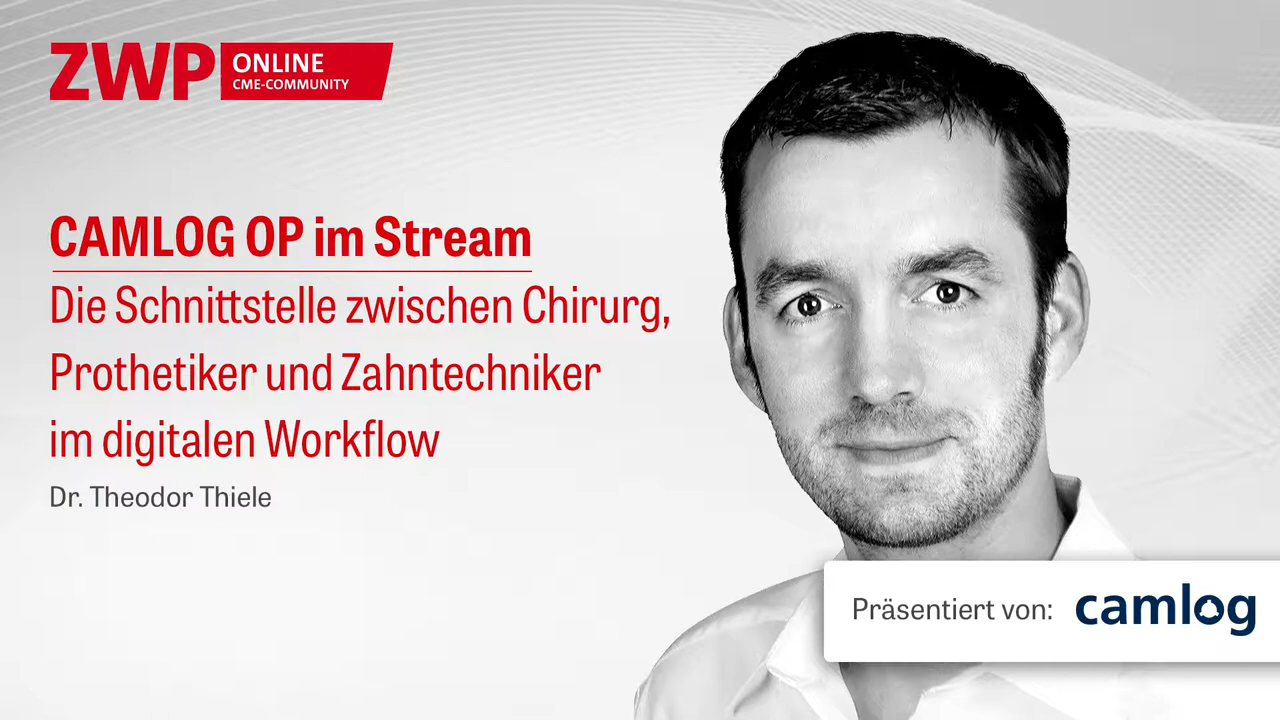 ZWP ONLINE
CME-COMMUNITY
CAMLOG OP im Stream
Die Schnittstelle zwischen Chirurg,
Prothetiker und Zahntechniker
im digitalen Workflow
Dr. Theodor Thiele
Präsentiert von: camlog